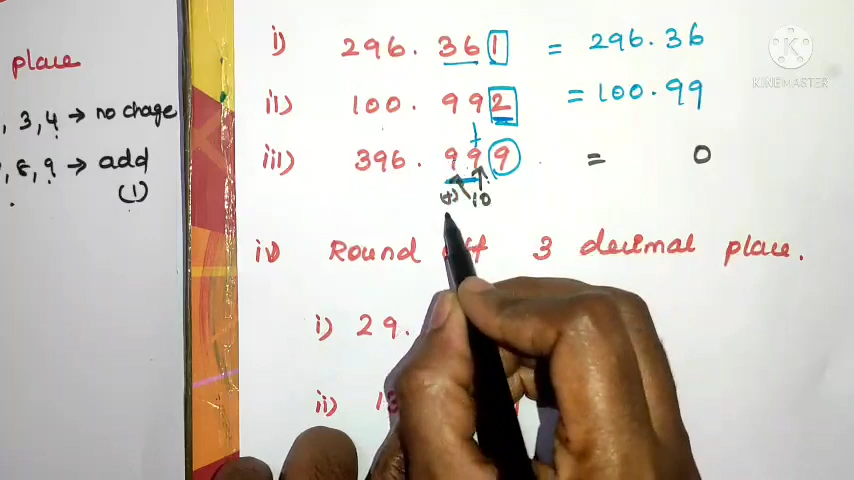 place
, 3, 4 → no chage
, 8, 9 → add
(1)
i) 296.361 = 296.36
ii) 100.992 = 100.99
iii) 396.999 = 0
10
iv Round off 3 decimal place.
i) 29.
ii)
K
KINEMASTER